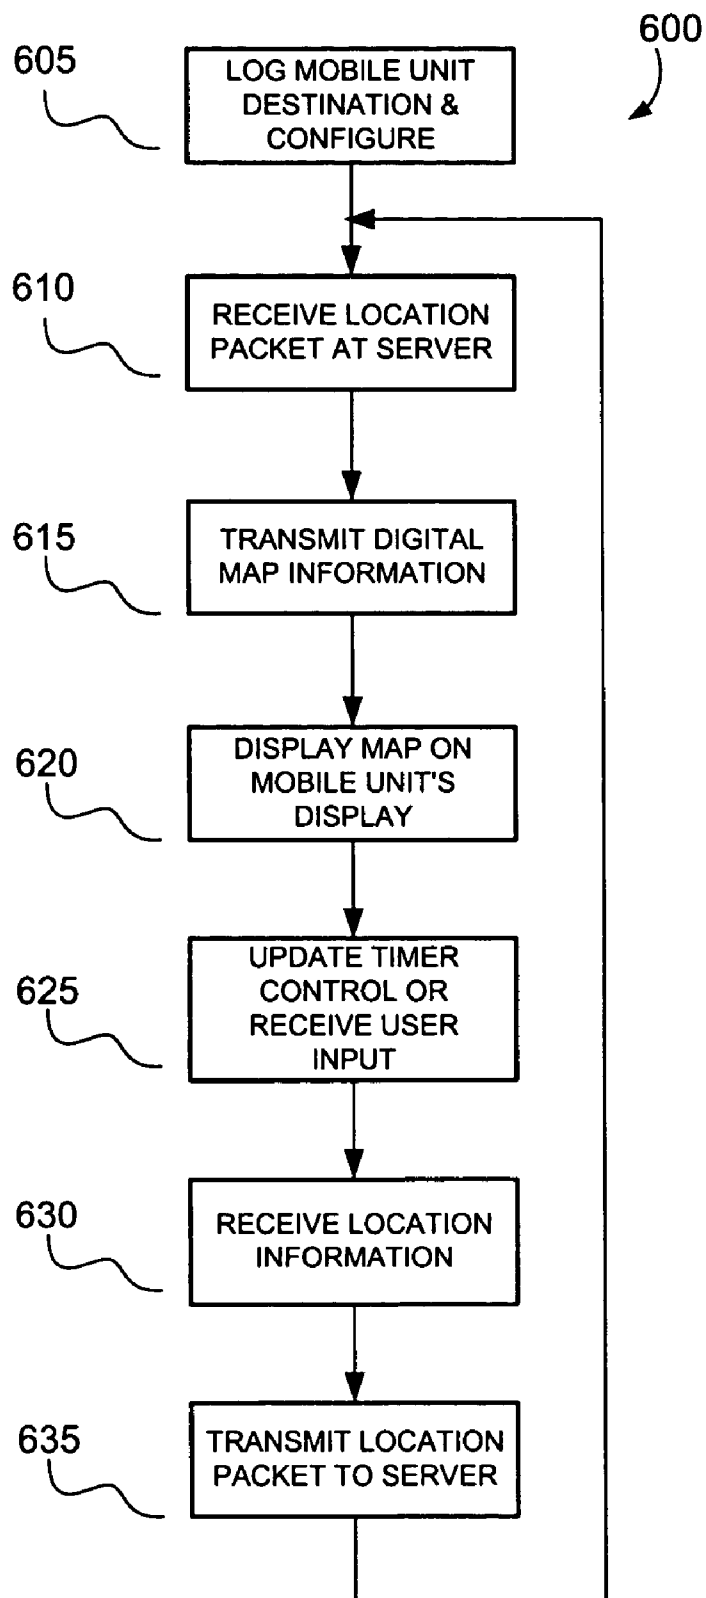 600
605
LOG MOBILE UNIT
DESTINATION &
CONFIGURE
610
RECEIVE LOCATION
PACKET AT SERVER
615
TRANSMIT DIGITAL
MAP INFORMATION
620
DISPLAY MAP ON
MOBILE UNIT'S
DISPLAY
625
UPDATE TIMER
CONTROL OR
RECEIVE USER
INPUT
630
RECEIVE LOCATION
INFORMATION
635
TRANSMIT LOCATION
PACKET TO SERVER